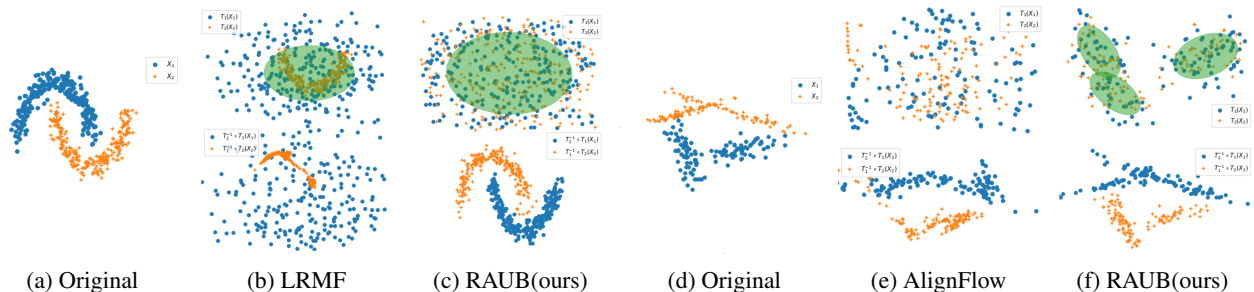 T₁(X₁)
T₂(X₂)
T₂⁻¹ ∘ T₁(X₁)
T₁⁻¹ ∘ T₂(X₂)
X₁
X₂
T₁(X₁)
T₂(X₂)
T₂⁻¹ ∘ T₁(X₁)
T₁⁻¹ ∘ T₂(X₂)
X₁
X₂
T₁(X₁)
T₂(X₂)
T₂⁻¹ ∘ T₁(X₁)
T₁⁻¹ ∘ T₂(X₂)
T₁(X₁)
T₂(X₂)
T₂⁻¹ ∘ T₁(X₁)
T₁⁻¹ ∘ T₂(X₂)
(a) Original
(b) LRMF
(c) RAUB(ours)
(d) Original
(e) AlignFlow
(f) RAUB(ours)